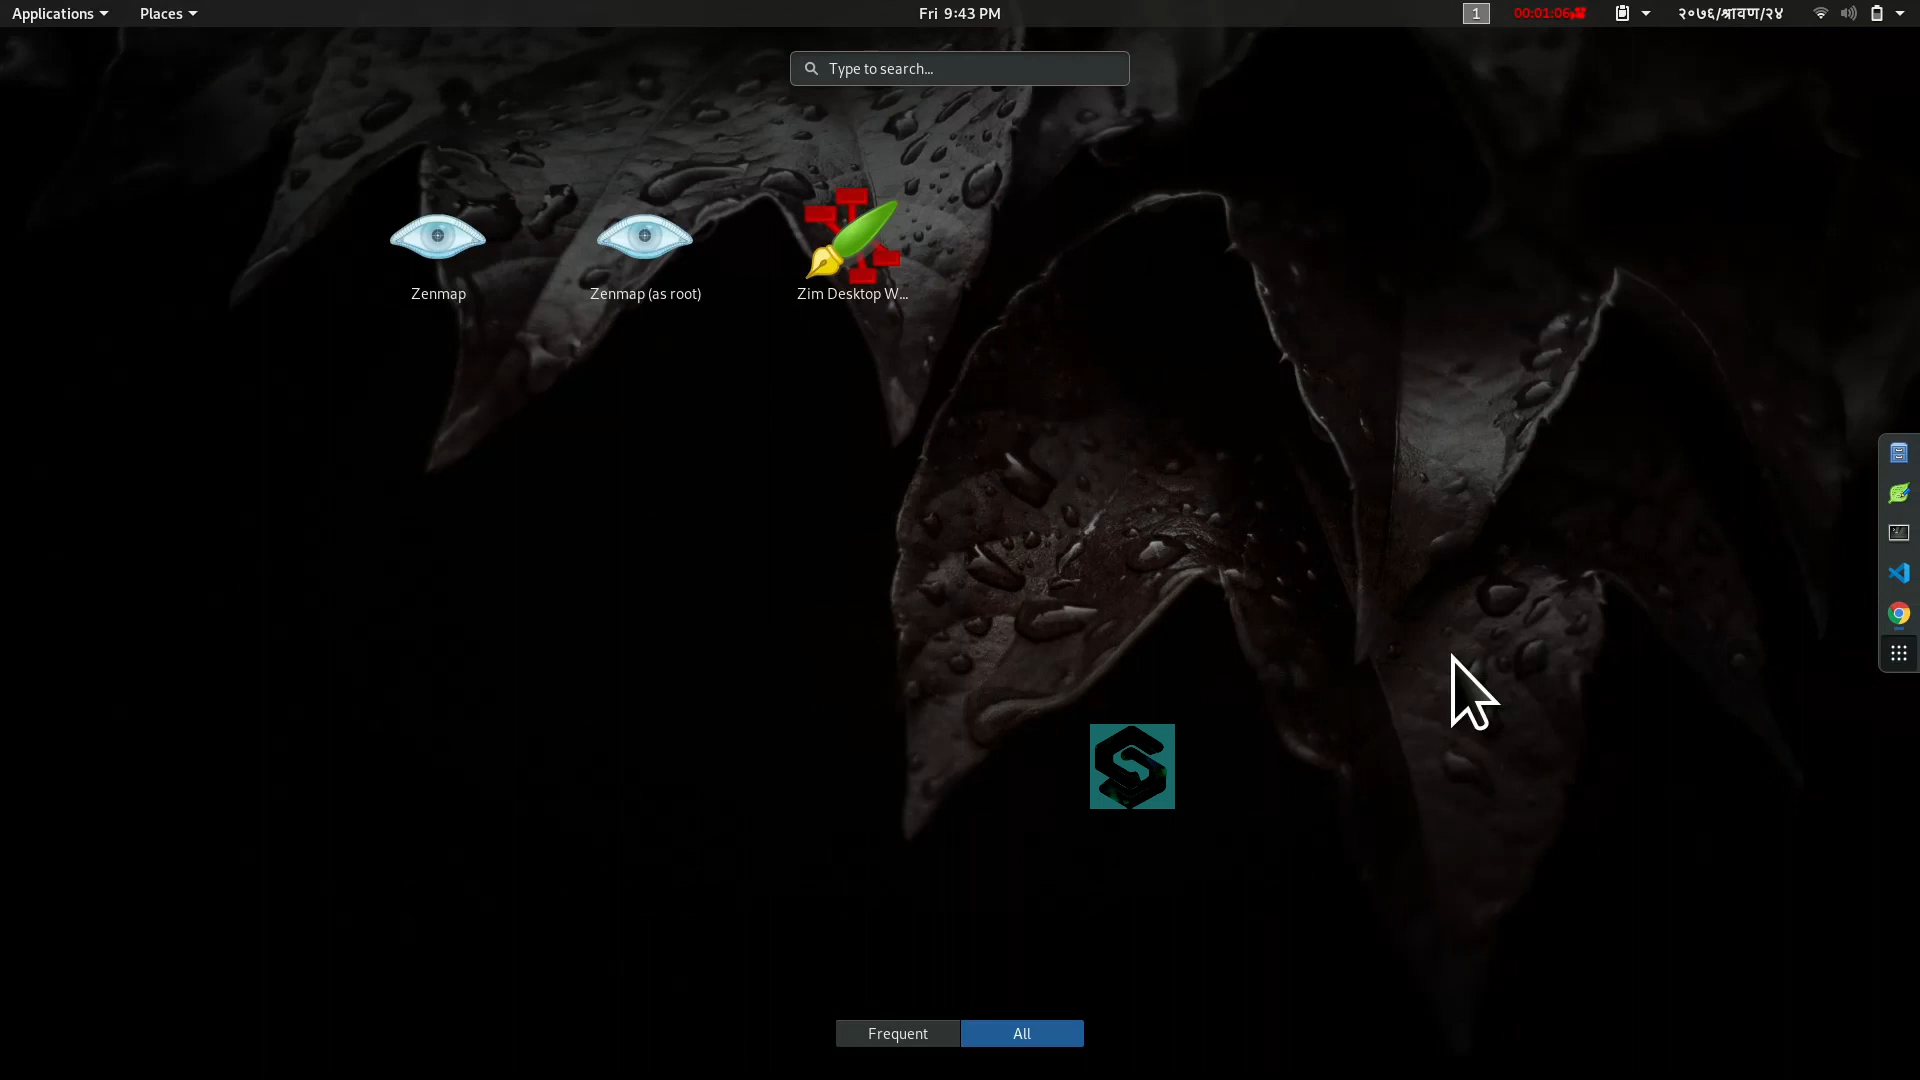 Applications
Places
Fri 9:43 PM
1
00:01:06
२०७६/श्रावण/२४
Type to search...
Zenmap
Zenmap (as root)
Zim Desktop W...
Frequent
All